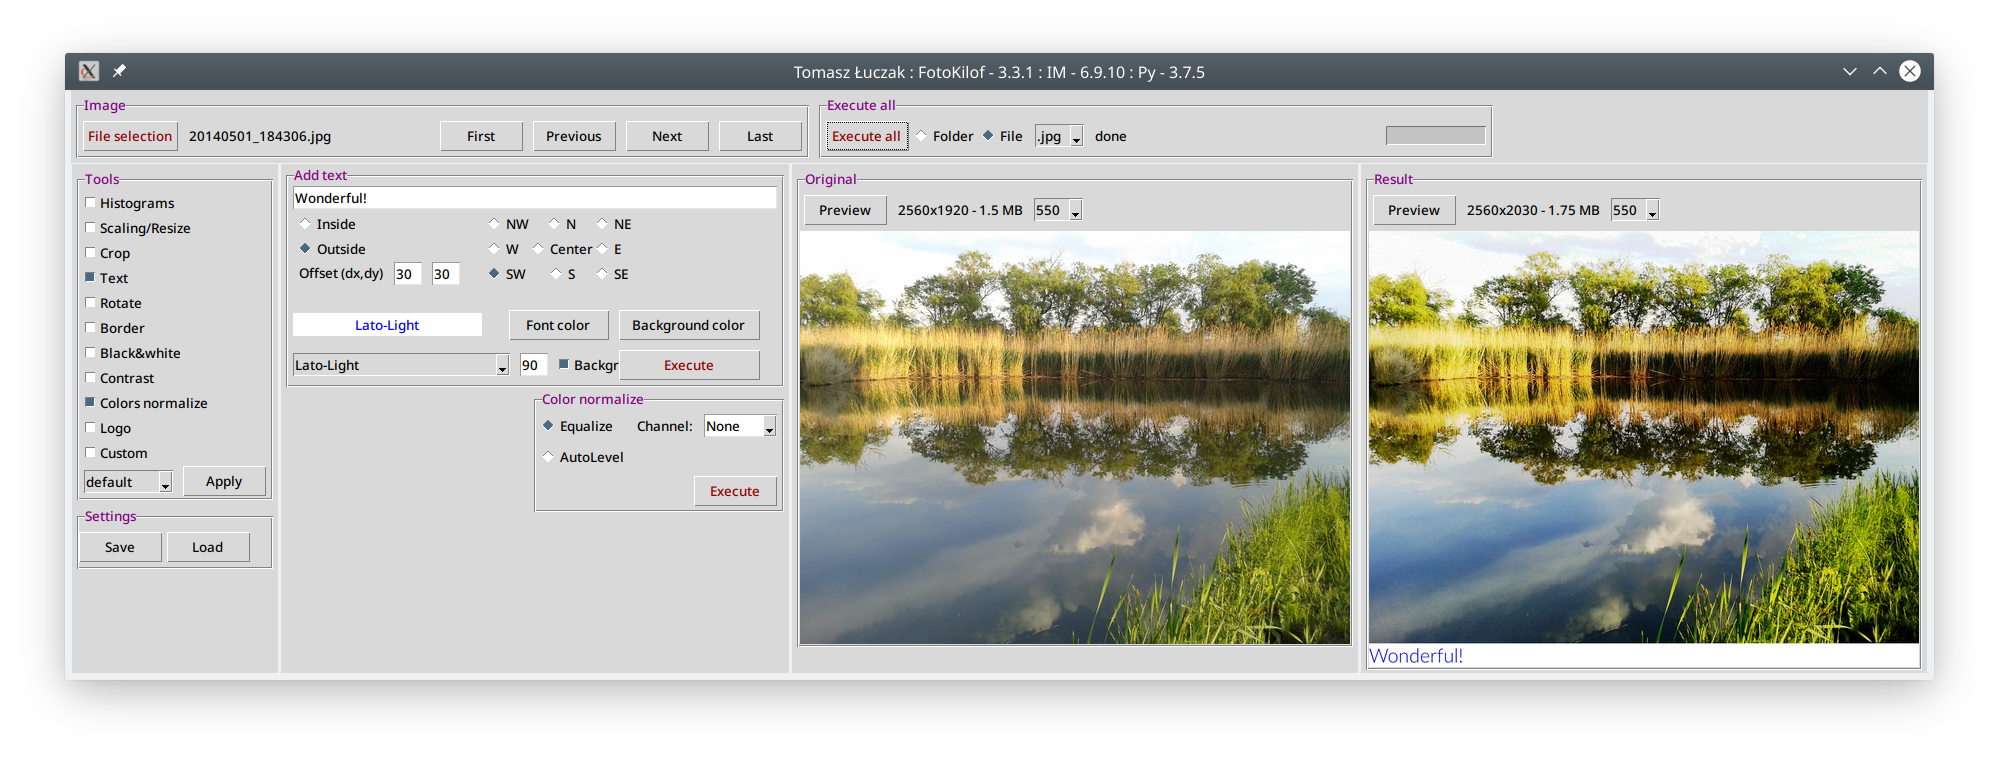 Tomasz Łuczak : FotoKilof - 3.3.1 : IM - 6.9.10 : Py - 3.7.5
Image
File selection 20140501_184306.jpg First Previous Next Last
Execute all
Execute all Folder File .jpg done
Tools
Histograms
Scaling/Resize
Crop
Text
Rotate
Border
Black&white
Contrast
Colors normalize
Logo
Custom
default Apply
Settings
Save Load
Add text
Wonderful!
Inside NW N NE
Outside W Center E
Offset (dx,dy) 30 30 SW S SE
Lato-Light Font color Background color
Lato-Light 90 Backgr Execute
Color normalize
Equalize Channel: None
AutoLevel
Execute
Original
Preview 2560x1920 - 1.5 MB 550
Result
Preview 2560x2030 - 1.75 MB 550
Wonderful!